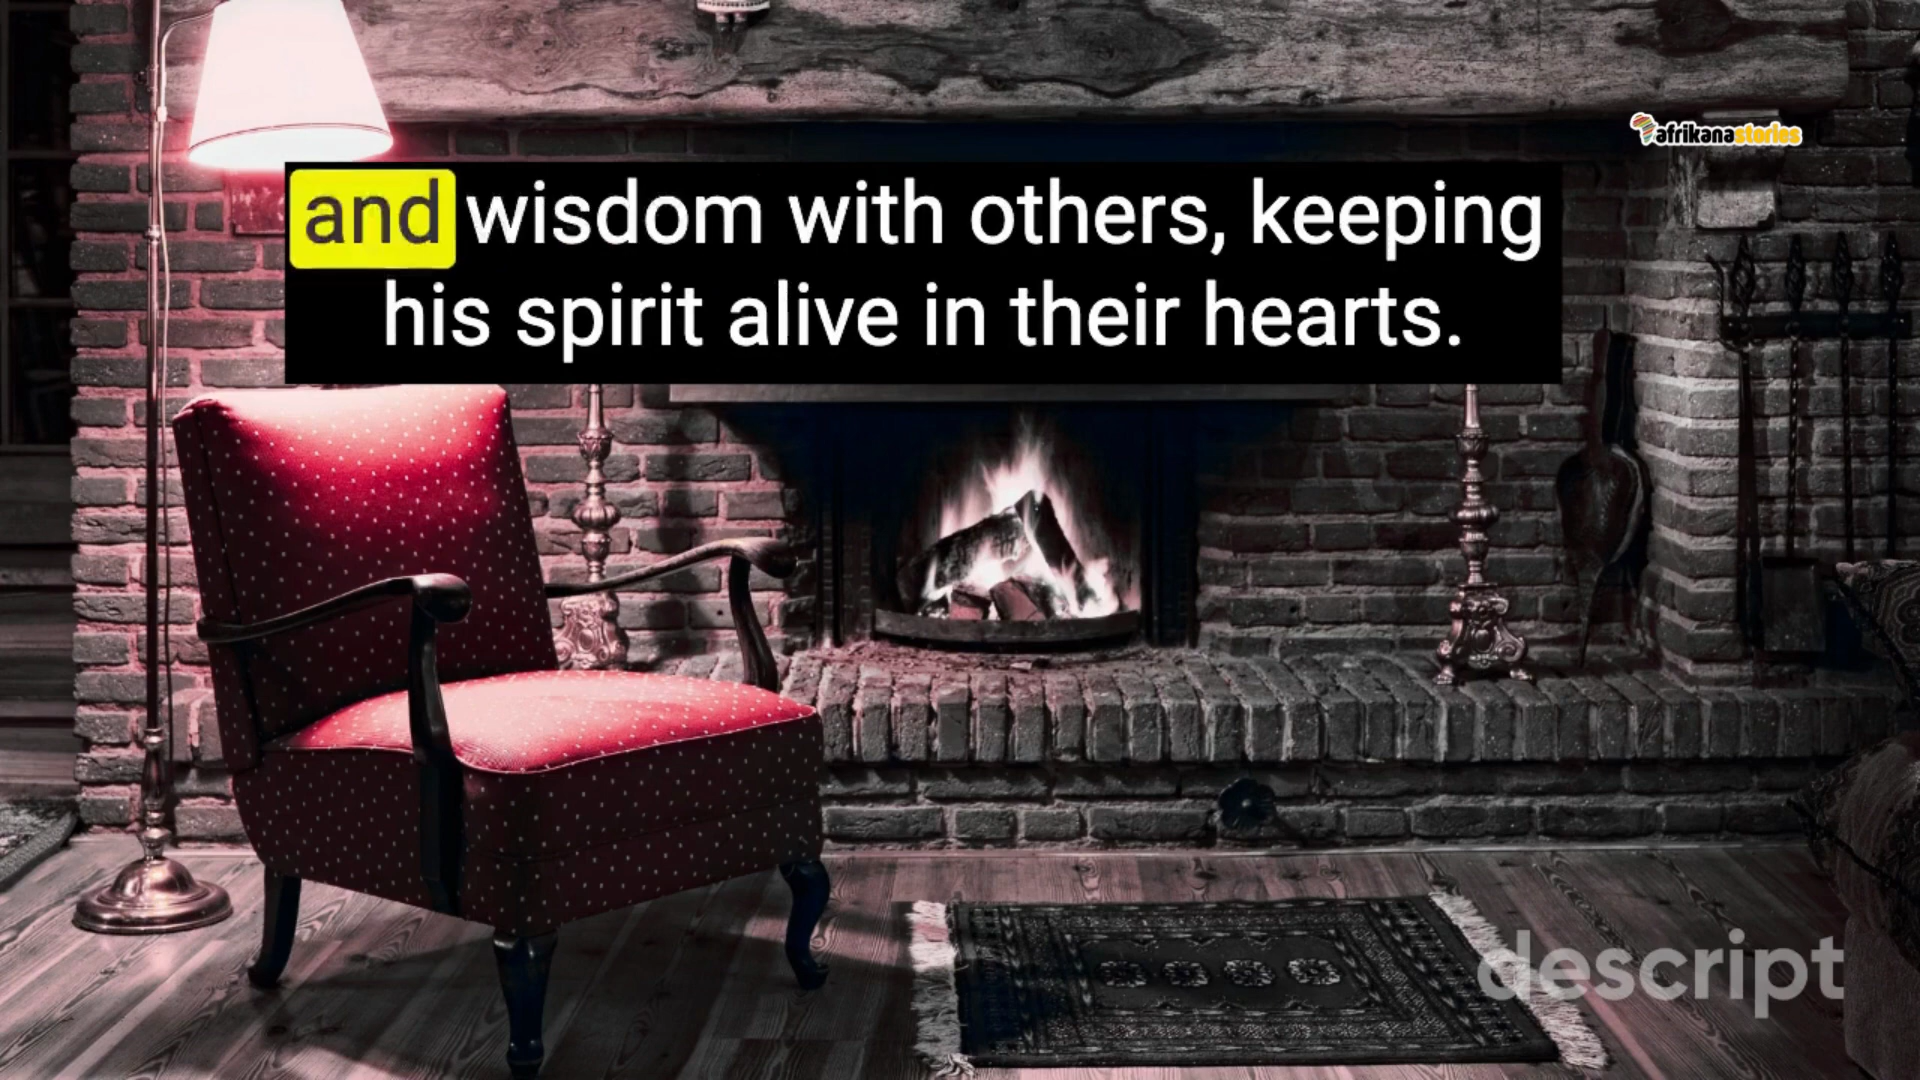 afrikanastories
and wisdom with others, keeping
his spirit alive in their hearts.
descript